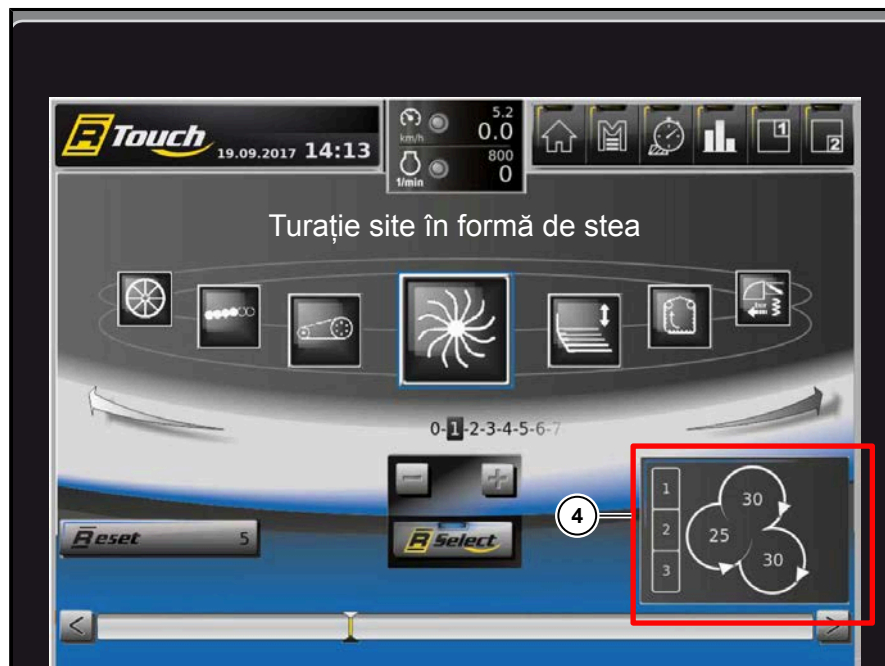 R Touch 19.09.2017 14:13
5.2
km/h 0.0
800
1/min 0
1
2
Turație site în formă de stea
0-1-2-3-4-5-6-7
- +
4
1 30
2 25
3 30
Reset 5
R Select
< >